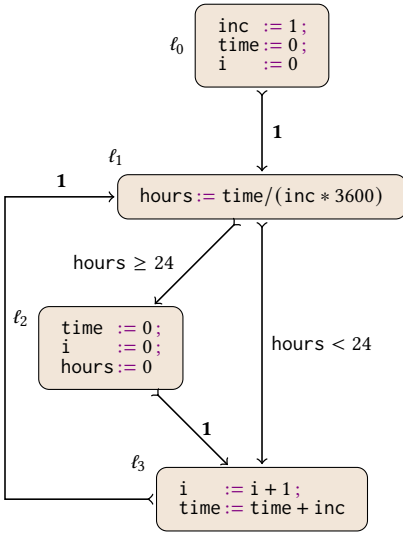 ℓ0
inc := 1;
time := 0;
i := 0
1
ℓ1
1
hours := time/(inc * 3600)
hours ≥ 24
ℓ2
time := 0;
i := 0;
hours := 0
hours < 24
1
ℓ3
i := i + 1;
time := time + inc